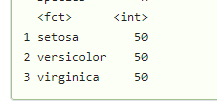 <fct> <int>
1 setosa 50
2 versicolor 50
3 virginica 50